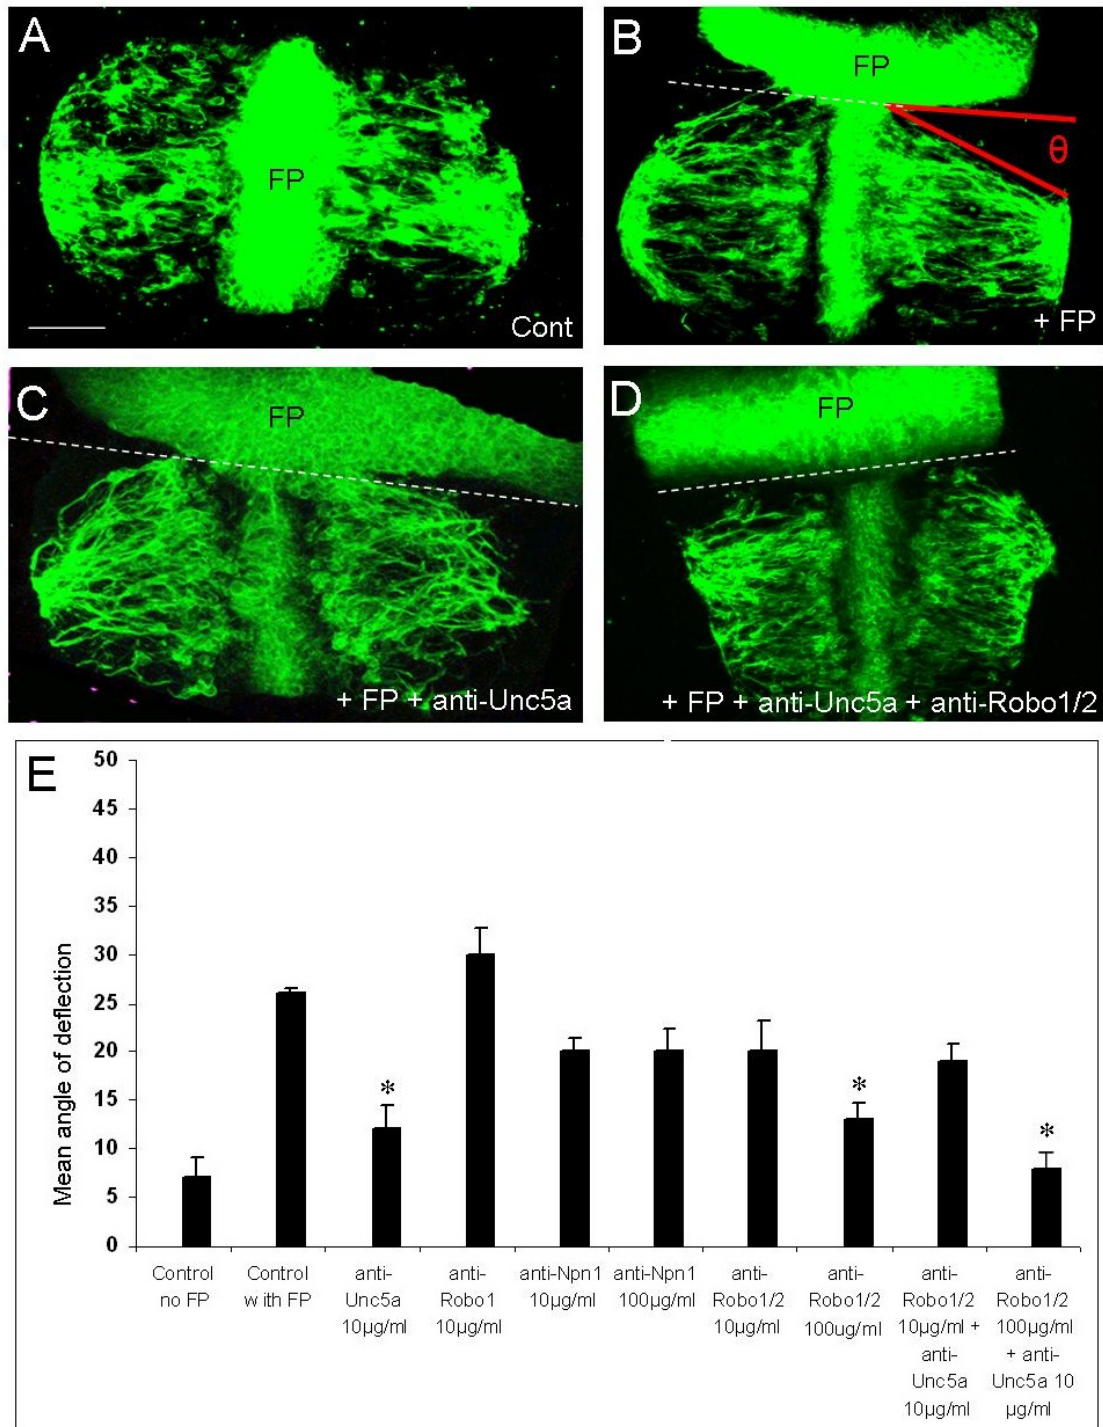 A
FP
Cont
B
FP
θ
+ FP
C
FP
+ FP + anti-Unc5a
D
FP
+ FP + anti-Unc5a + anti-Robo1/2
E
Mean angle of deflection
50
45
40
35
30
25
20
15
10
5
0
*
*
*
Control
no FP
Control
w ith FP
anti-
Unc5a
10µg/ml
anti-
Robo1
10µg/ml
anti-Npn1
10µg/ml
anti-Npn1
100µg/ml
anti-
Robo1/2
10µg/ml
anti-
Robo1/2
100ug/ml
anti-
Robo1/2
10µg/ml +
anti-
Unc5a
10µg/ml
anti-
Robo1/2
100µg/ml
+ anti-
Unc5a 10
µg/ml